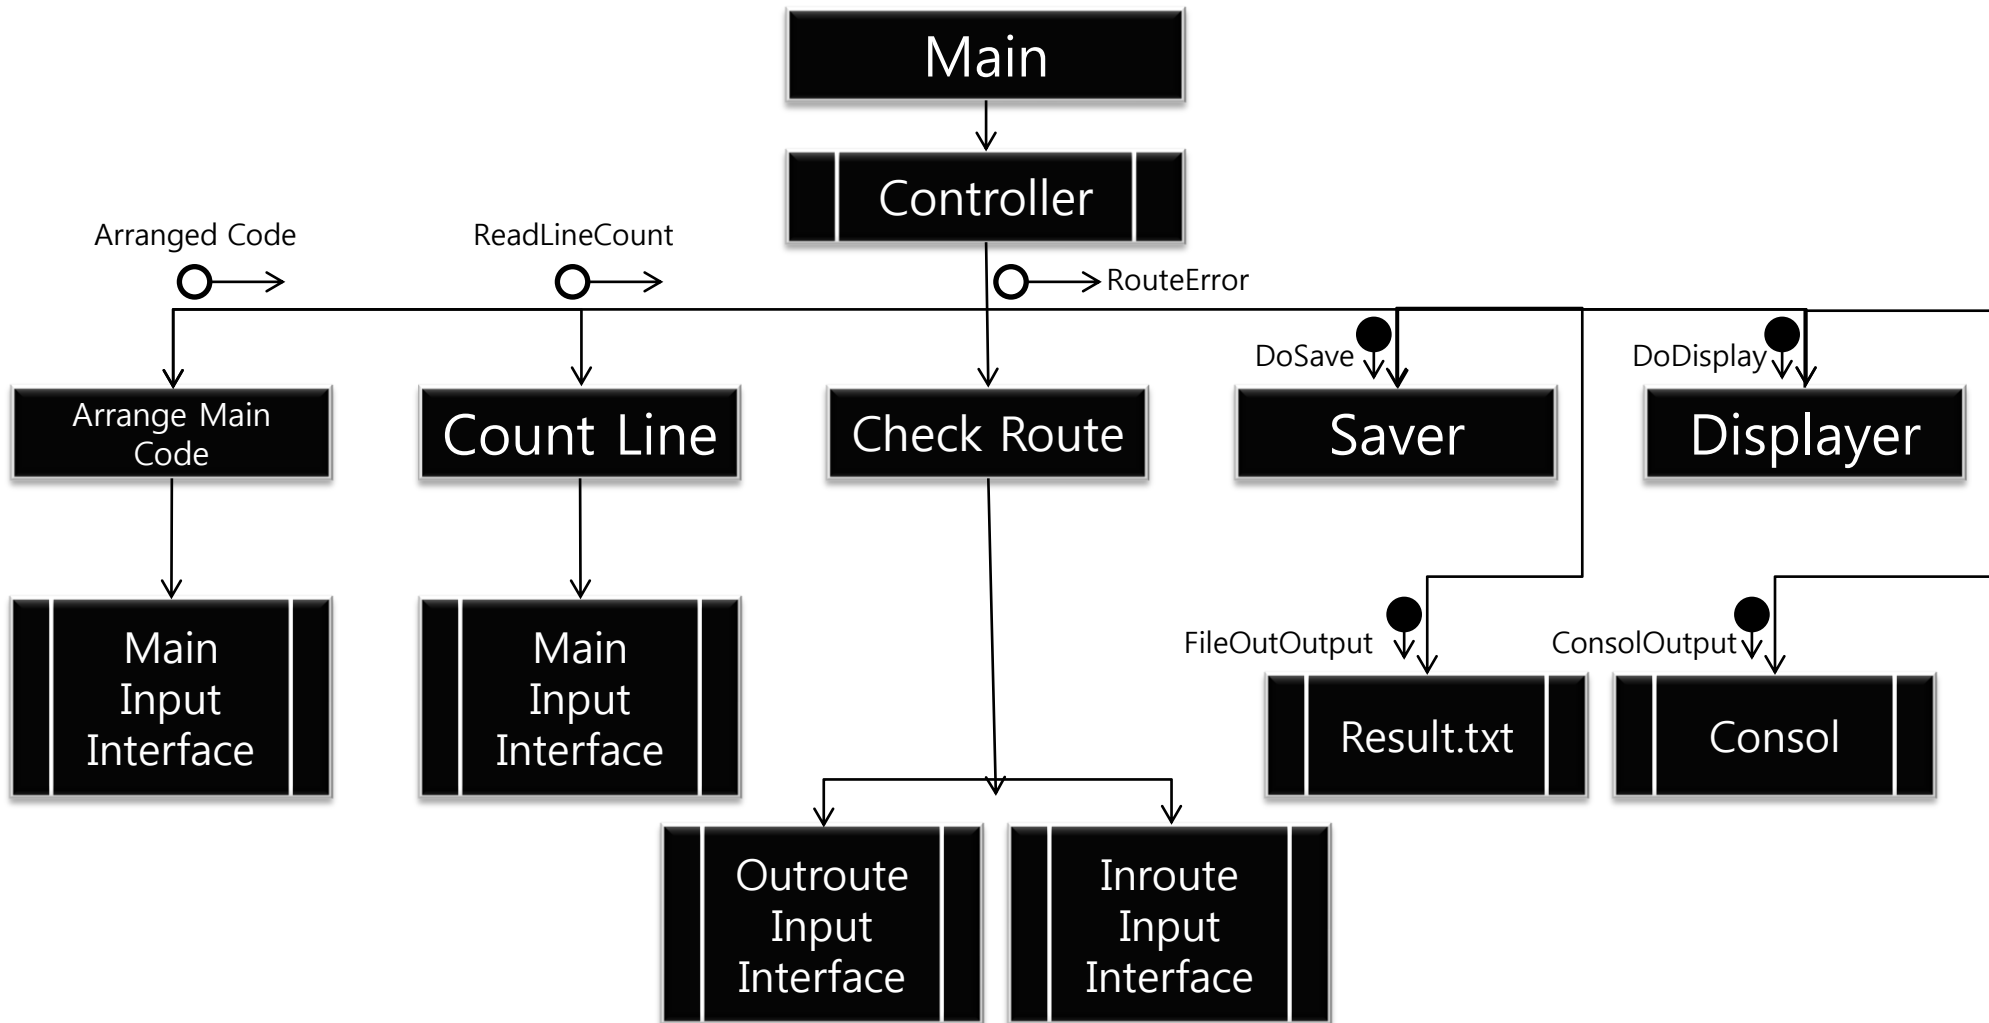 Main
Controller
Arranged Code
ReadLineCount
RouteError
DoSave
DoDisplay
Arrange Main
Code
Count Line
Check Route
Saver
Displayer
Main
Input
Interface
Main
Input
Interface
FileOutOutput
ConsolOutput
Result.txt
Consol
Outroute
Input
Interface
Inroute
Input
Interface